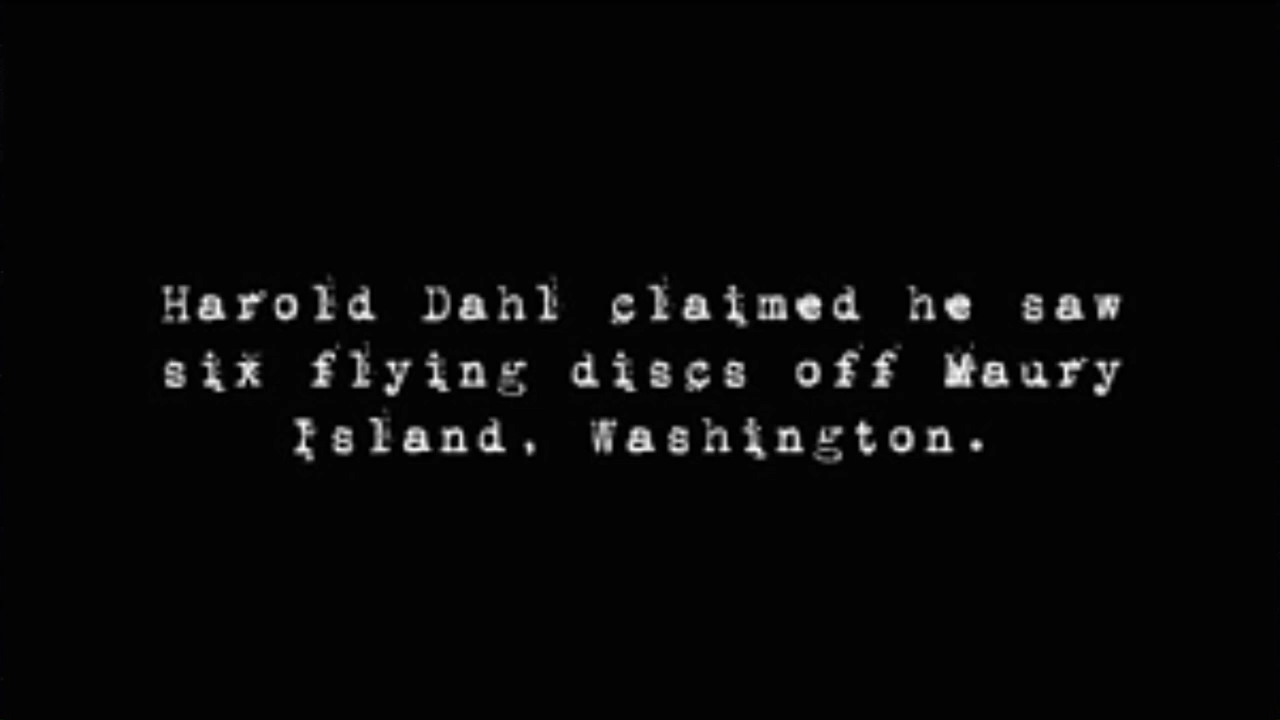 Harold Dahl claimed he saw
six flying discs off Maury
Island, Washington.